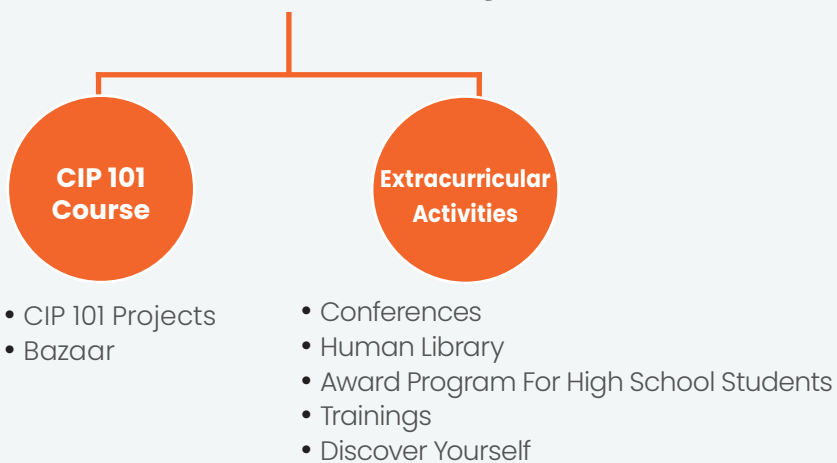 CIP 101
Course
Extracurricular
Activities
• CIP 101 Projects
• Bazaar
• Conferences
• Human Library
• Award Program For High School Students
• Trainings
• Discover Yourself